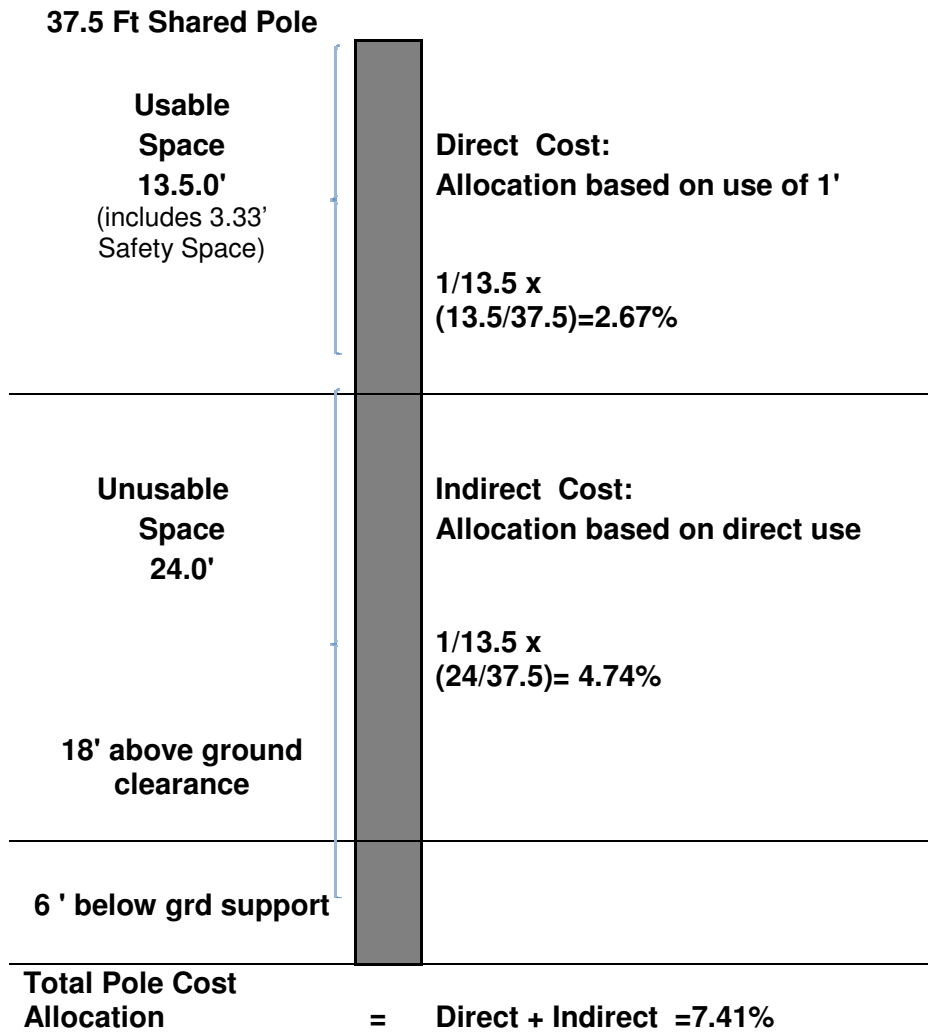 37.5 Ft Shared Pole
Usable
Space
13.5.0'
(includes 3.33’
Safety Space)
Direct Cost:
Allocation based on use of 1'
1/13.5 x
(13.5/37.5)=2.67%
Unusable
Space
24.0'
Indirect Cost:
Allocation based on direct use
1/13.5 x
(24/37.5)= 4.74%
18' above ground
clearance
6 ' below grd support
Total Pole Cost
Allocation = Direct + Indirect =7.41%